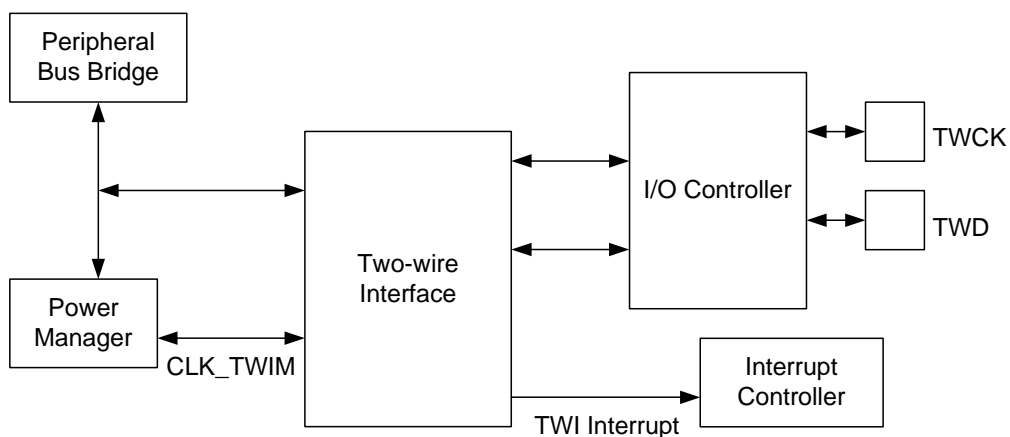 Peripheral
Bus Bridge
TWCK
I/O Controller
TWD
Two-wire
Interface
Power
Manager
CLK_TWIM
Interrupt
Controller
TWI Interrupt